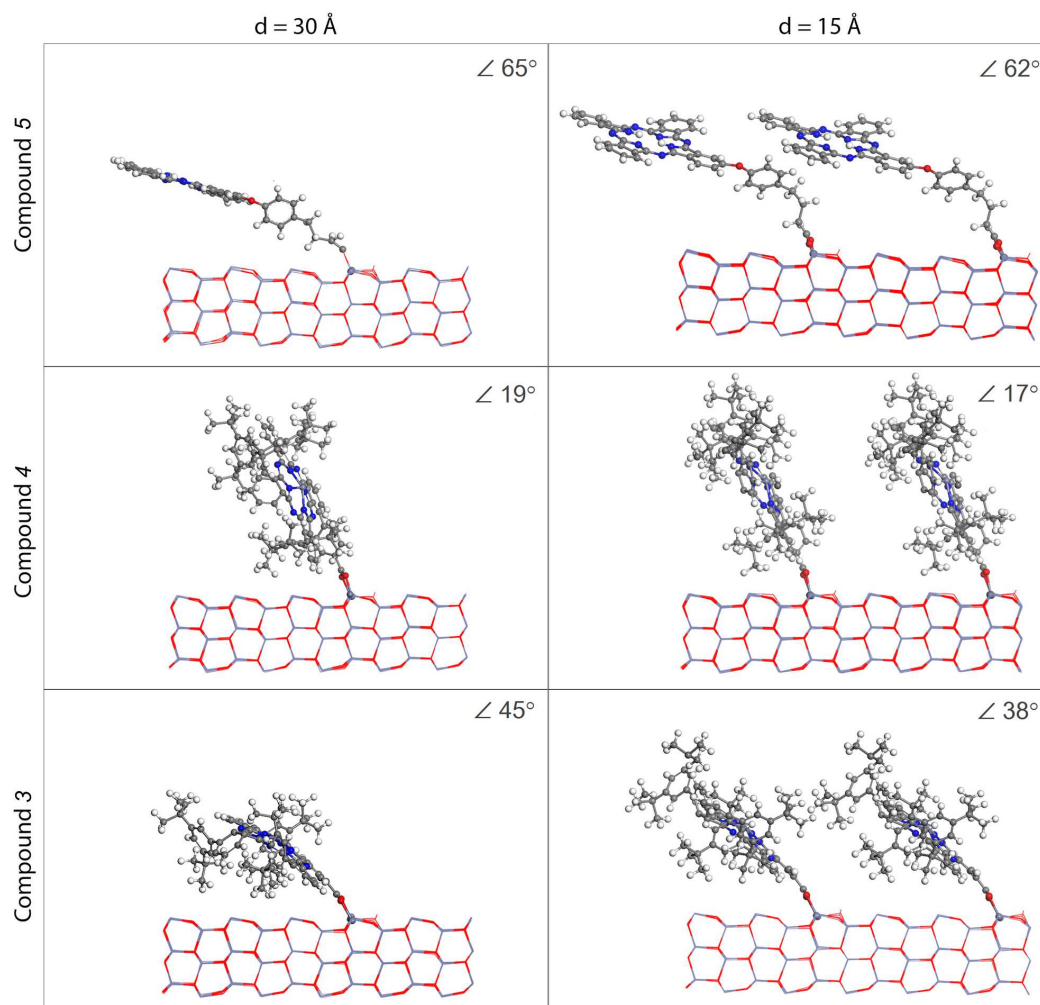 d = 30 Å
d = 15 Å
Compound 5
∠ 65°
∠ 62°
Compound 4
∠ 19°
∠ 17°
Compound 3
∠ 45°
∠ 38°